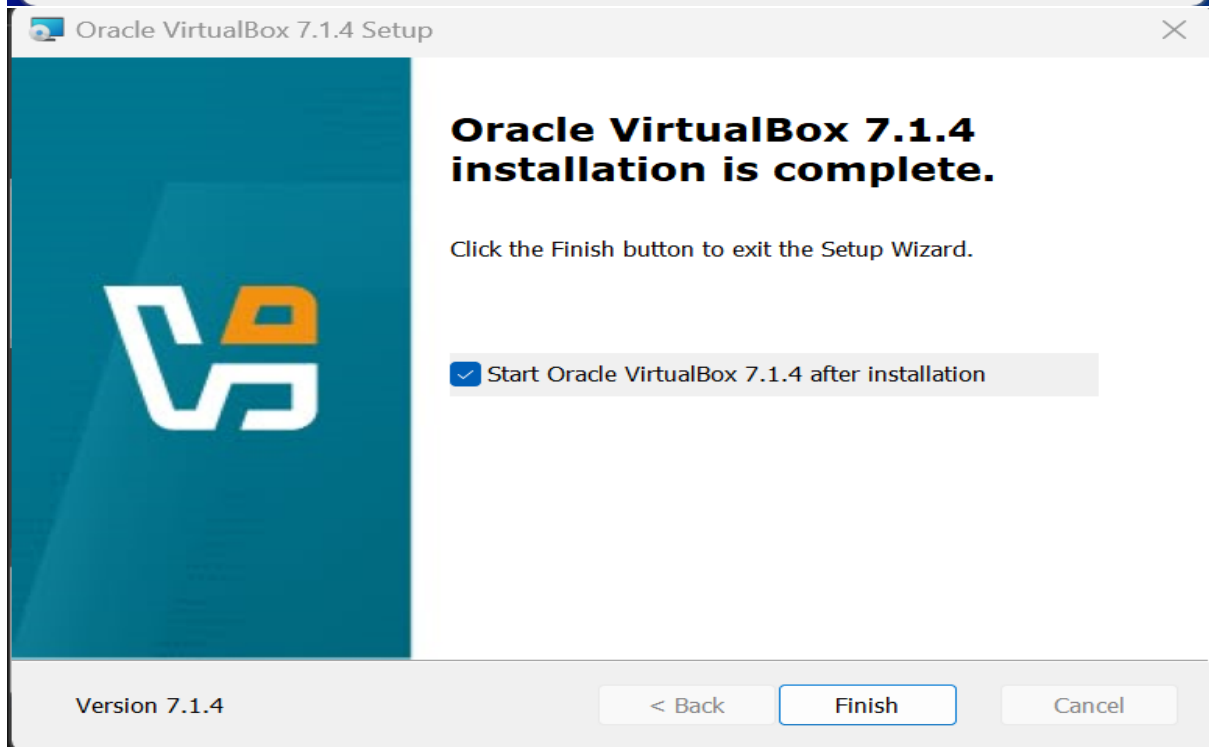 Oracle VirtualBox 7.1.4 Setup
Oracle VirtualBox 7.1.4
installation is complete.
Click the Finish button to exit the Setup Wizard.
Start Oracle VirtualBox 7.1.4 after installation
Version 7.1.4
< Back
Finish
Cancel